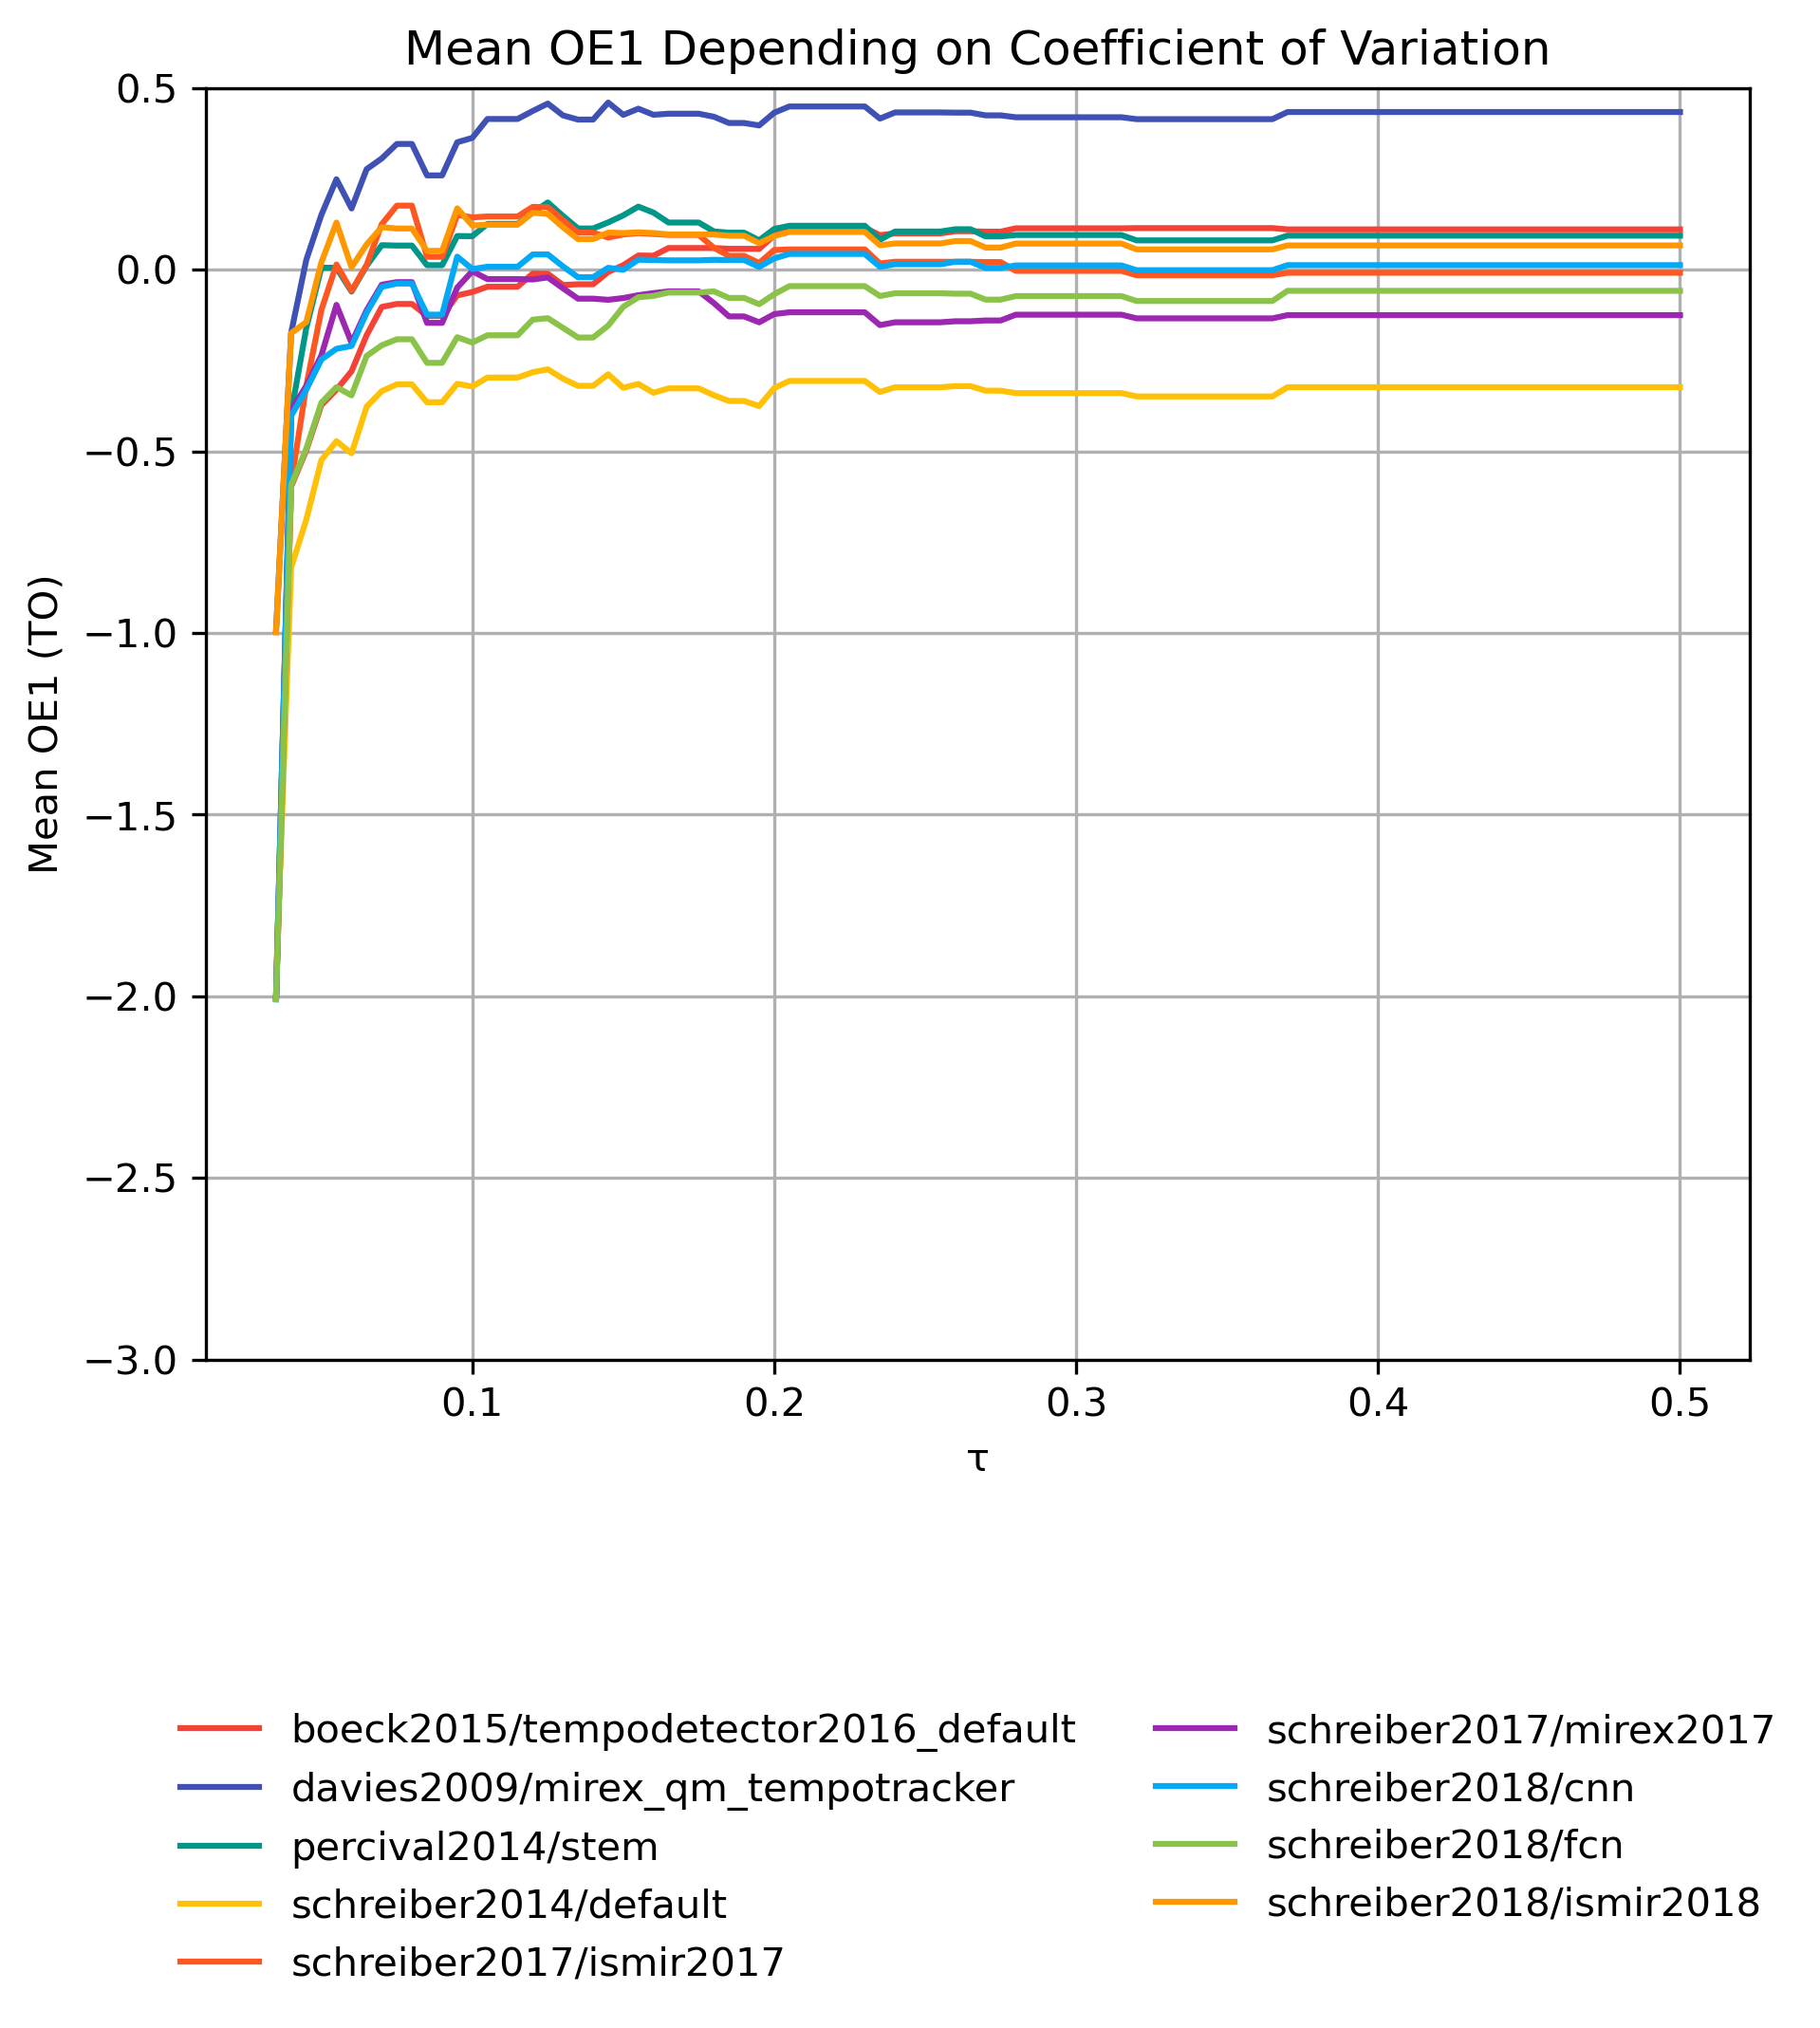 Mean OE1 Depending on Coefficient of Variation
0.5
0.0
−0.5
−1.0
−1.5
−2.0
−2.5
−3.0
Mean OE1 (TO)
0.1
0.2
0.3
0.4
0.5
τ
boeck2015/tempodetector2016_default
davies2009/mirex_qm_tempotracker
percival2014/stem
schreiber2014/default
schreiber2017/ismir2017
schreiber2017/mirex2017
schreiber2018/cnn
schreiber2018/fcn
schreiber2018/ismir2018